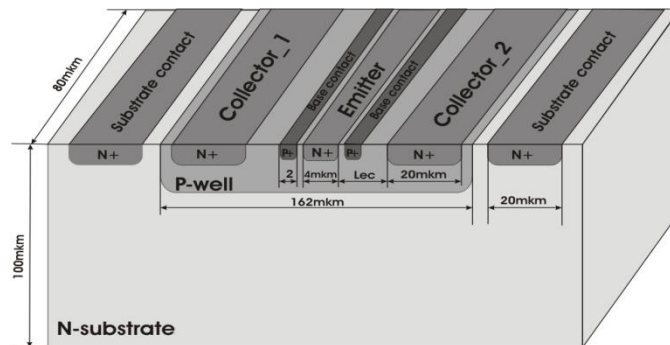 80mkm
Substrate contact
Collector_1
Base contact
Emitter
Base contact
Collector_2
Substrate contact
N+
N+
P+
N+
P+
N+
N+
P-well
2
4mkm
Lec
20mkm
162mkm
20mkm
100mkm
N-substrate